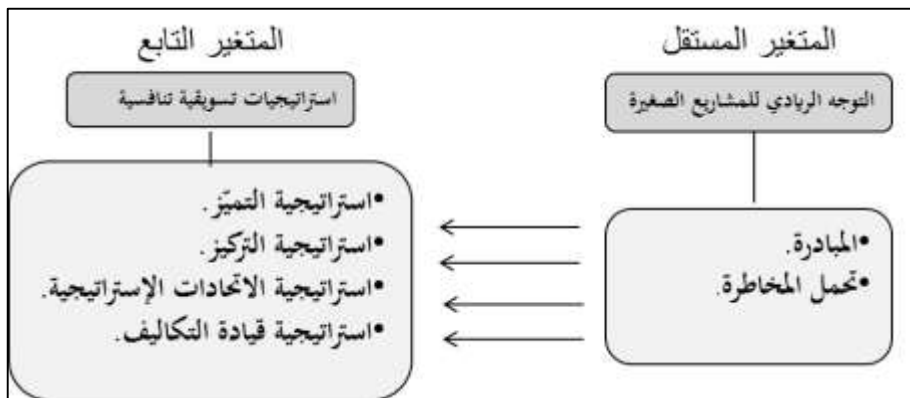 المتغير المستقل
المتغير التابع
التوجه الريادي للمشاريع الصغيرة
استراتيجيات تسويقية تنافسية
•المبادرة.
•تحمل المخاطرة.
•استراتيجية التميّز.
•استراتيجية التركيز.
•استراتيجية الاتحادات الإستراتيجية.
•استراتيجية قيادة التكاليف.